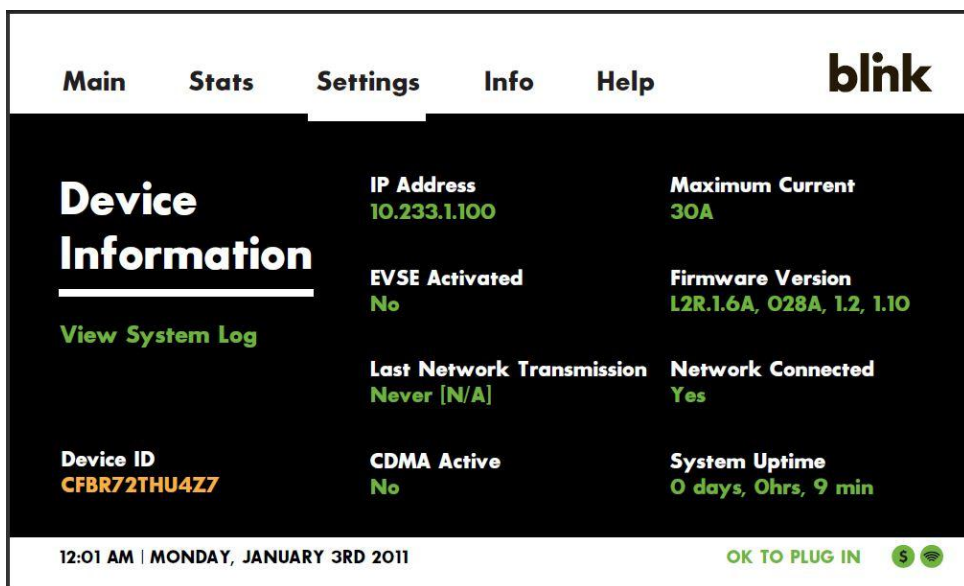 Main Stats Settings Info Help blink
Device
Information
View System Log
Device ID
CFBR72THU4Z7
IP Address
10.233.1.100
EVSE Activated
No
Last Network Transmission
Never [N/A]
CDMA Active
No
Maximum Current
30A
Firmware Version
L2R.1.6A, 028A, 1.2, 1.10
Network Connected
Yes
System Uptime
0 days, 0hrs, 9 min
12:01 AM | MONDAY, JANUARY 3RD 2011
OK TO PLUG IN $